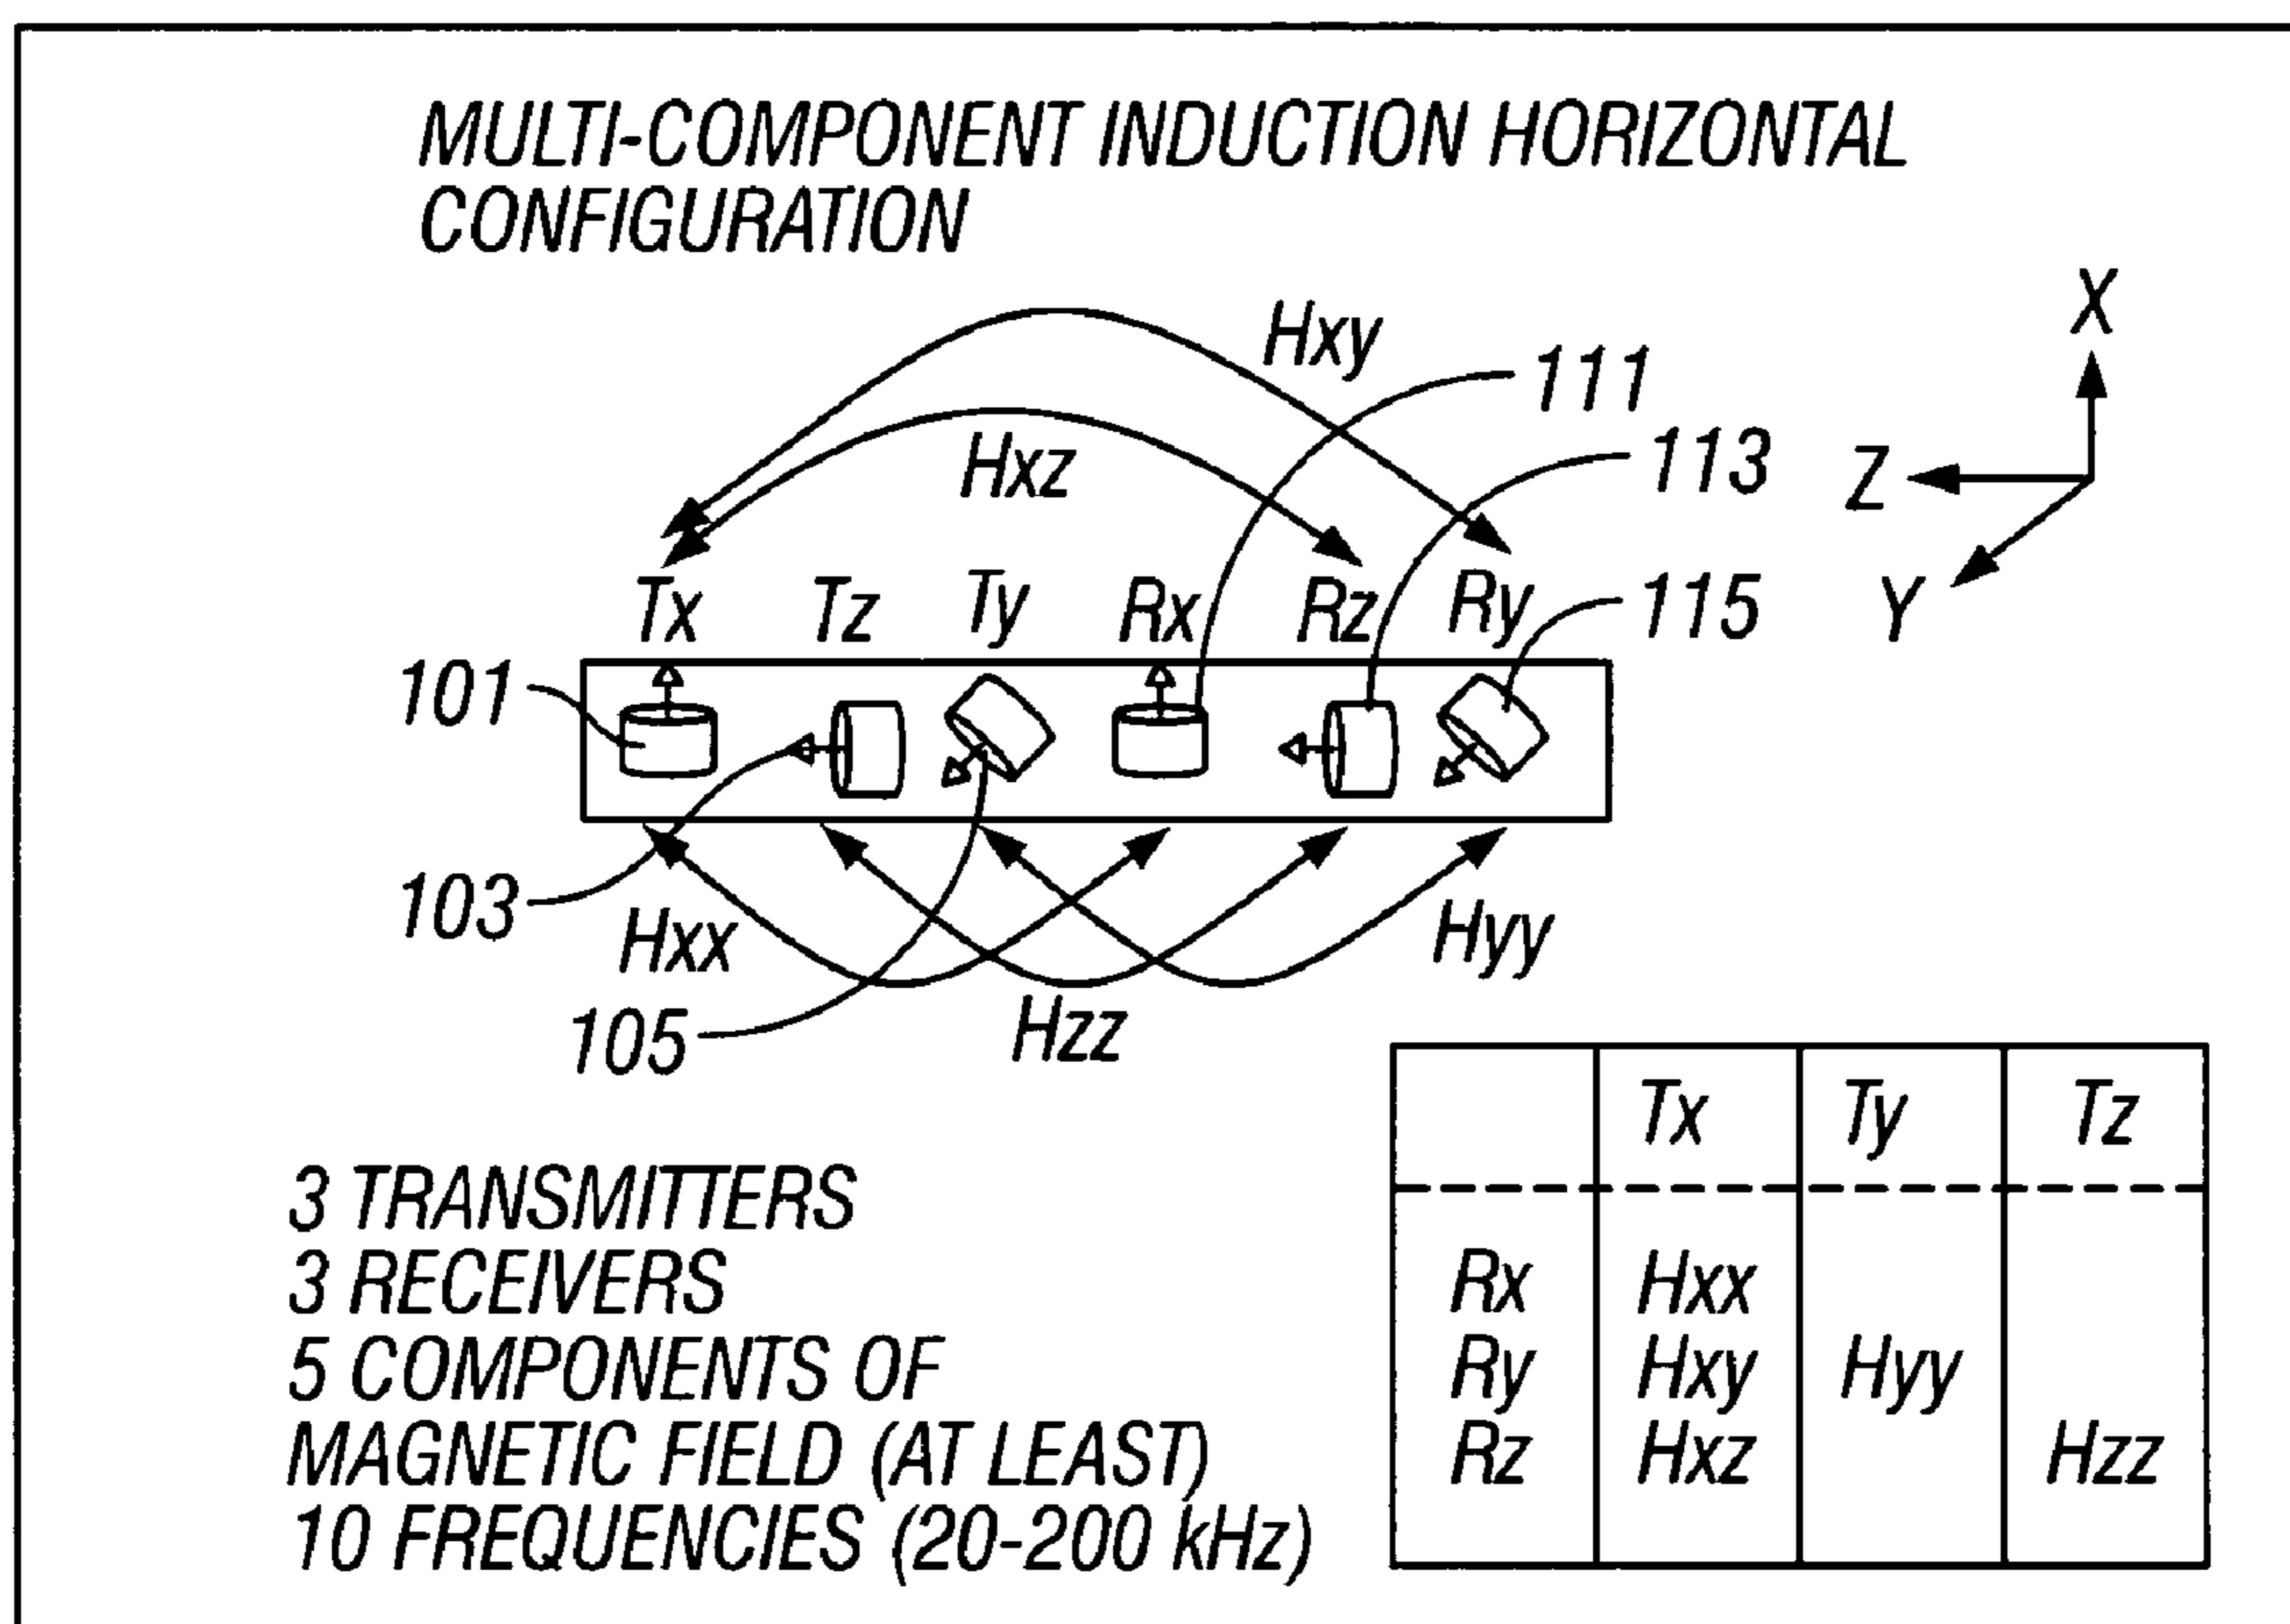 MULTI-COMPONENT INDUCTION HORIZONTAL
CONFIGURATION
Hxy
111
X
Hxz
113
Z
Tx Tz Ty Rx Rz Ry
115
Y
101
103
Hxx
Hyy
105
Hzz
Tx Ty Tz
Rx Hxx
Ry Hxy Hyy
Rz Hxz Hzz
3 TRANSMITTERS
3 RECEIVERS
5 COMPONENTS OF
MAGNETIC FIELD (AT LEAST)
10 FREQUENCIES (20-200 kHz)